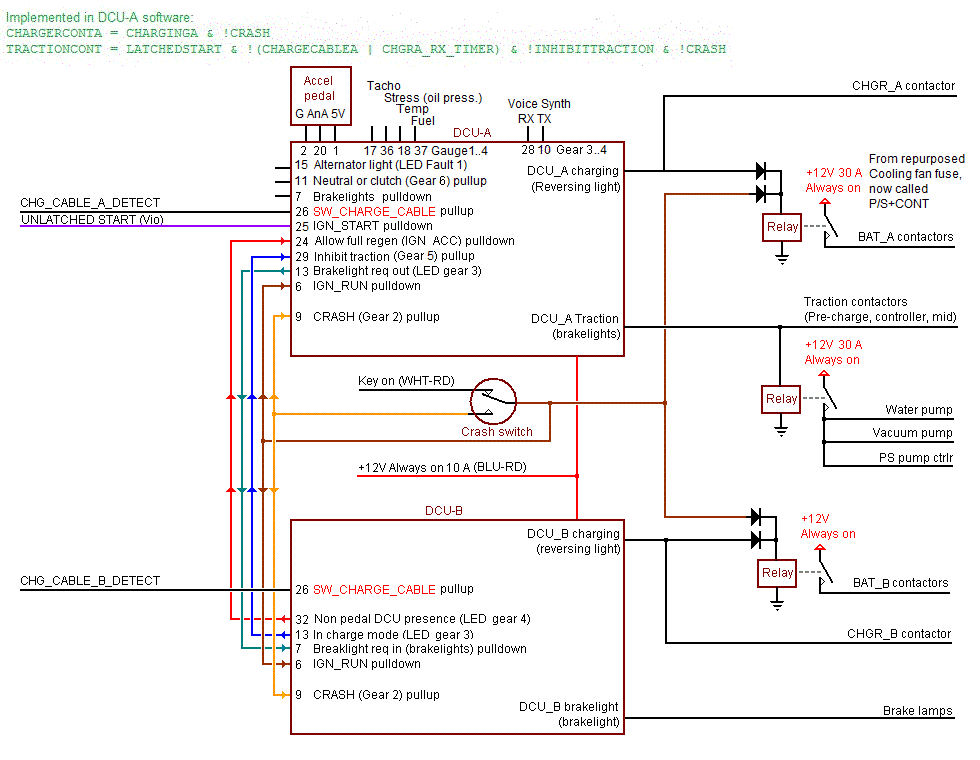 Implemented in DCU-A software:
CHARGERCONTA = CHARGINGA & !CRASH
TRACTIONCONT = LATCHEDSTART & !(CHARGECABLEA | CHGRA_RX_TIMER) & !INHIBITTRACTION & !CRASH
Accel
pedal
G AnA 5V
Tacho
Stress (oil press.)
Temp
Fuel
Voice Synth
RX TX
CHGR_A contactor
DCU-A
2 20 1
17 36 18 37 Gauge1..4
28 10 Gear 3..4
15 Alternator light (LED Fault 1)
11 Neutral or clutch (Gear 6) pullup
7 Brakelights pulldown
26 SW_CHARGE_CABLE pullup
25 IGN_START pulldown
24 Allow full regen (IGN_ACC) pulldown
29 Inhibit traction (Gear 5) pullup
13 Brakelight req out (LED gear 3)
6 IGN_RUN pulldown
9 CRASH (Gear 2) pullup
DCU_A charging
(Reversing light)
DCU_A Traction
(brakelights)
CHG_CABLE_A_DETECT
UNLATCHED START (Vio)
+12V 30 A
Always on
From repurposed
Cooling fan fuse,
now called
P/S+CONT
Relay
BAT_A contactors
Traction contactors
(Pre-charge, controller, mid)
+12V 30 A
Always on
Relay
Water pump
Vacuum pump
PS pump ctrlr
Key on (WHT-RD)
Crash switch
+12V Always on 10 A (BLU-RD)
DCU-B
DCU_B charging
(reversing light)
+12V
Always on
Relay
BAT_B contactors
CHGR_B contactor
CHG_CABLE_B_DETECT
26 SW_CHARGE_CABLE pullup
32 Non pedal DCU presence (LED gear 4)
13 In charge mode (LED gear 3)
7 Breaklight req in (brakelights) pulldown
6 IGN_RUN pulldown
9 CRASH (Gear 2) pullup
DCU_B brakelight
(brakelight)
Brake lamps